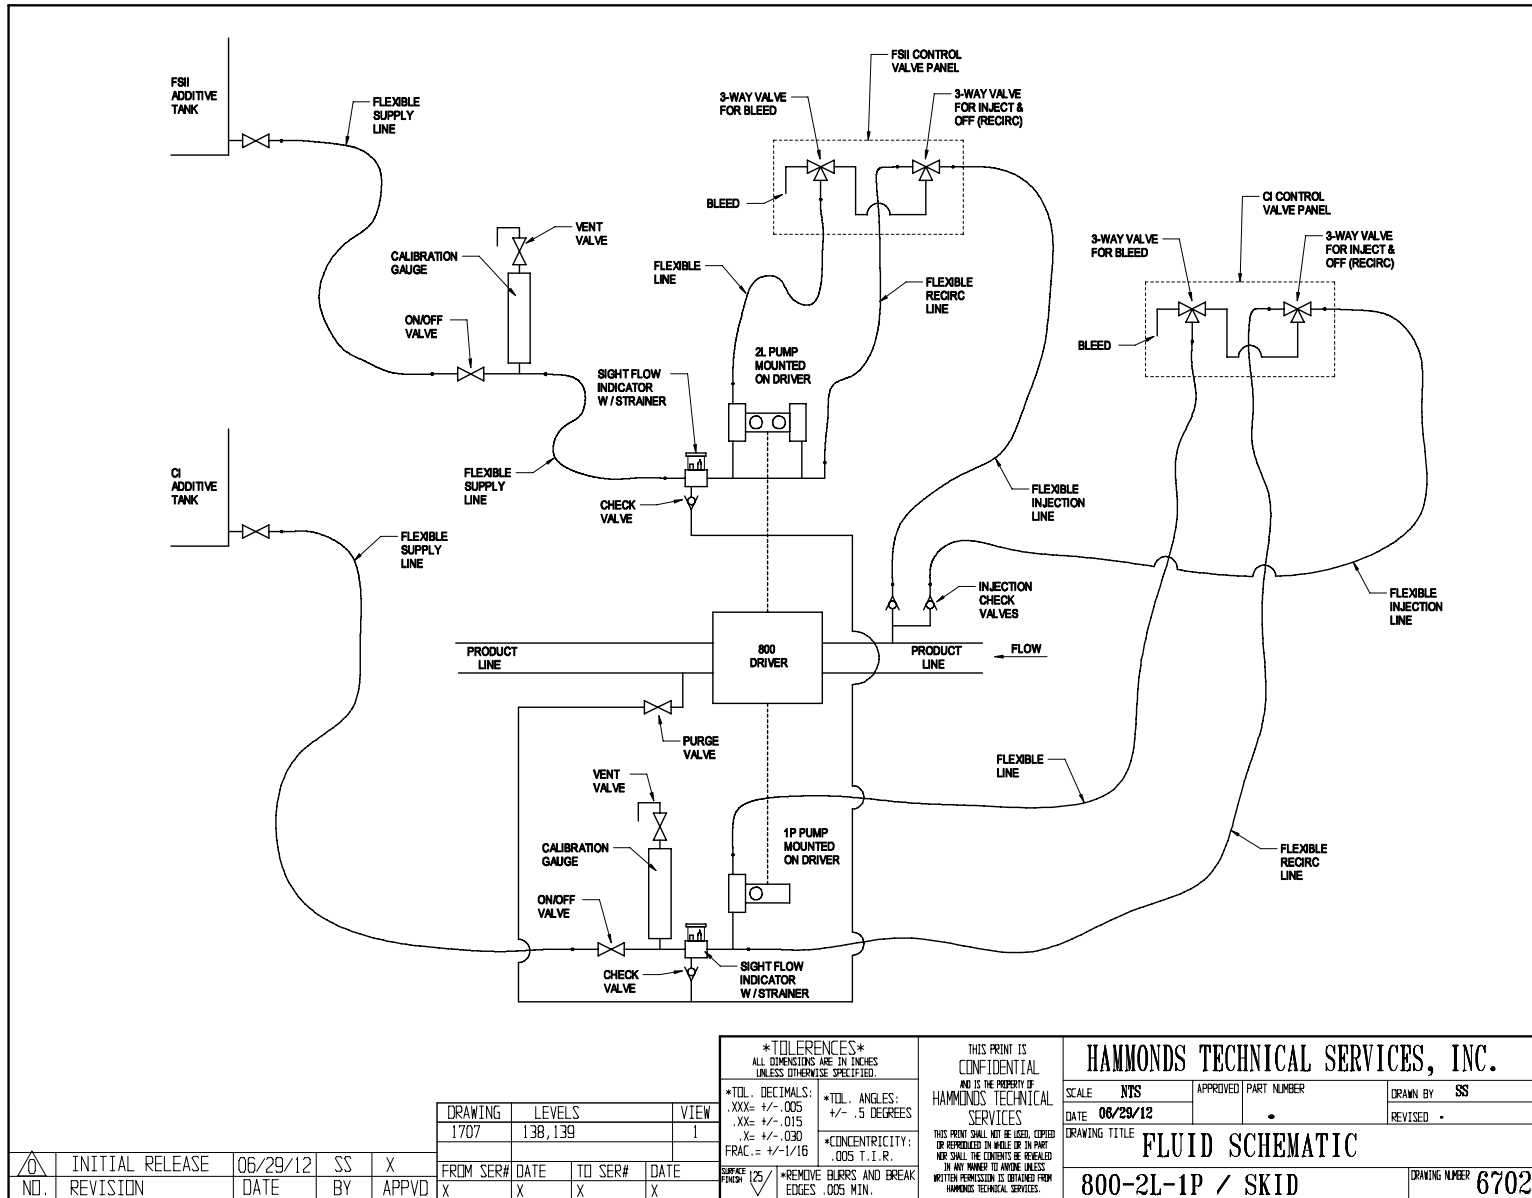 FSII
ADDITIVE
TANK
FLEXIBLE
SUPPLY
LINE
FSII CONTROL
VALVE PANEL
3-WAY VALVE
FOR BLEED
3-WAY VALVE
FOR INJECT &
OFF (RECIRC)
BLEED
CI CONTROL
VALVE PANEL
3-WAY VALVE
FOR BLEED
3-WAY VALVE
FOR INJECT &
OFF (RECIRC)
BLEED
VENT
VALVE
CALIBRATION
GAUGE
ON/OFF
VALVE
FLEXIBLE
LINE
FLEXIBLE
RECIRC
LINE
2L PUMP
MOUNTED
ON DRIVER
SIGHT FLOW
INDICATOR
W / STRAINER
FLEXIBLE
SUPPLY
LINE
CHECK
VALVE
CI
ADDITIVE
TANK
FLEXIBLE
SUPPLY
LINE
FLEXIBLE
INJECTION
LINE
INJECTION
CHECK
VALVES
FLEXIBLE
INJECTION
LINE
PRODUCT
LINE
800
DRIVER
PRODUCT
LINE
FLOW
PURGE
VALVE
VENT
VALVE
CALIBRATION
GAUGE
ON/OFF
VALVE
1P PUMP
MOUNTED
ON DRIVER
FLEXIBLE
LINE
FLEXIBLE
RECIRC
LINE
CHECK
VALVE
SIGHT FLOW
INDICATOR
W / STRAINER
*TOLERENCES*
ALL DIMENSIONS ARE IN INCHES
UNLESS OTHERWISE SPECIFIED.
*TOL. DECIMALS:
.XXX= +/-.005
.XX= +/-.015
.X= +/-.030
FRAC.= +/-1/16
*TOL. ANGLES:
+/- .5 DEGREES
*CONCENTRICITY:
.005 T.I.R.
SURFACE
FINISH
125
*REMOVE BURRS AND BREAK
EDGES .005 MIN.
THIS PRINT IS
CONFIDENTIAL
AND IS THE PROPERTY OF
HAMMONDS TECHNICAL
SERVICES
THIS PRINT SHALL NOT BE USED, COPIED
OR REPRODUCED IN WHOLE OR IN PART
NOR SHALL THE CONTENTS BE REVEALED
IN ANY MANNER TO ANYONE UNLESS
WRITTEN PERMISSION IS OBTAINED FROM
HAMMONDS TECHNICAL SERVICES.
HAMMONDS TECHNICAL SERVICES, INC.
SCALE NTS
APPROVED
PART NUMBER
.
DRAWN BY SS
DATE 06/29/12
REVISED .
DRAWING TITLE
FLUID SCHEMATIC
800-2L-1P / SKID
DRAWING NUMBER 6702
DRAWING LEVELS VIEW
1707 138,139 1
FROM SER# DATE TO SER# DATE
X X X X
0 INITIAL RELEASE 06/29/12 SS X
NO. REVISION DATE BY APPVD